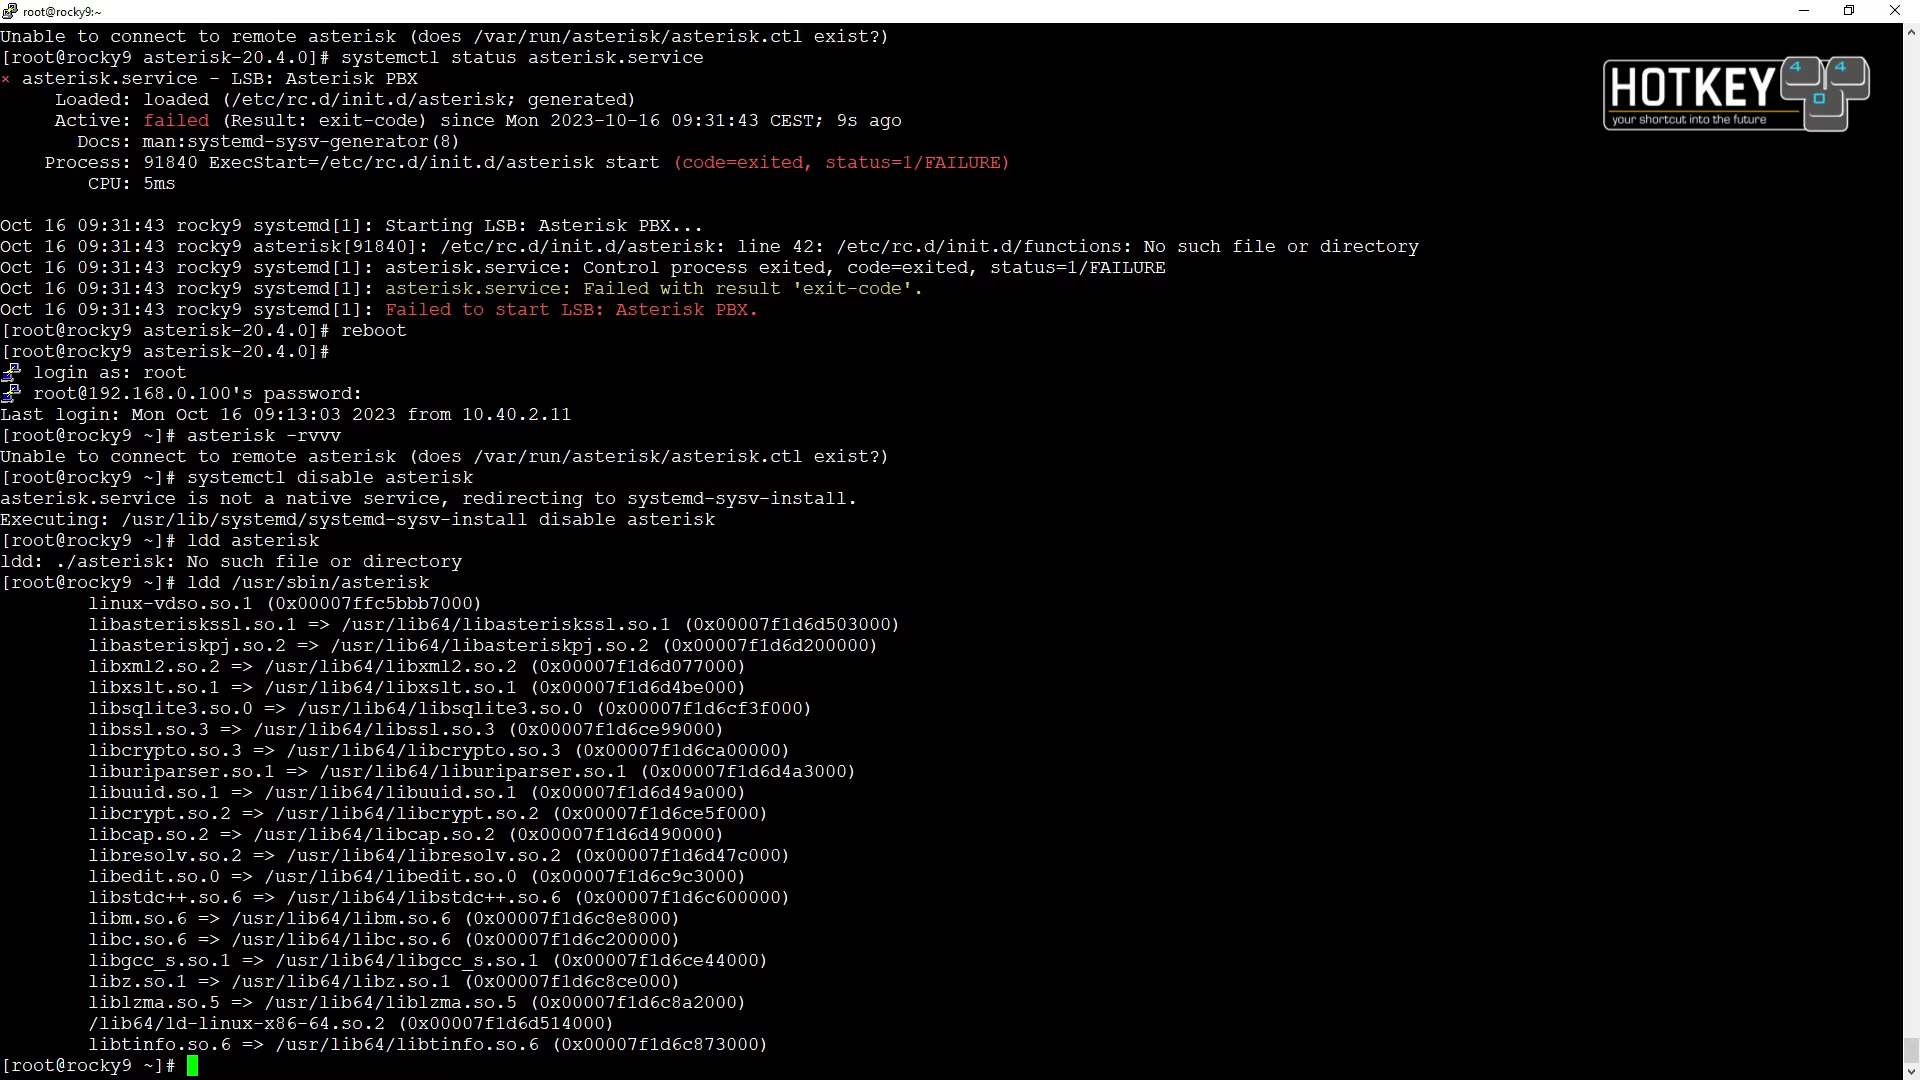 root@rocky9:~
Unable to connect to remote asterisk (does /var/run/asterisk/asterisk.ctl exist?)
[root@rocky9 asterisk-20.4.0]# systemctl status asterisk.service
× asterisk.service - LSB: Asterisk PBX
     Loaded: loaded (/etc/rc.d/init.d/asterisk; generated)
     Active: failed (Result: exit-code) since Mon 2023-10-16 09:31:43 CEST; 9s ago
       Docs: man:systemd-sysv-generator(8)
    Process: 91840 ExecStart=/etc/rc.d/init.d/asterisk start (code=exited, status=1/FAILURE)
        CPU: 5ms
Oct 16 09:31:43 rocky9 systemd[1]: Starting LSB: Asterisk PBX...
Oct 16 09:31:43 rocky9 asterisk[91840]: /etc/rc.d/init.d/asterisk: line 42: /etc/rc.d/init.d/functions: No such file or directory
Oct 16 09:31:43 rocky9 systemd[1]: asterisk.service: Control process exited, code=exited, status=1/FAILURE
Oct 16 09:31:43 rocky9 systemd[1]: asterisk.service: Failed with result 'exit-code'.
Oct 16 09:31:43 rocky9 systemd[1]: Failed to start LSB: Asterisk PBX.
[root@rocky9 asterisk-20.4.0]# reboot
[root@rocky9 asterisk-20.4.0]#
login as: root
root@192.168.0.100's password:
Last login: Mon Oct 16 09:13:03 2023 from 10.40.2.11
[root@rocky9 ~]# asterisk -rvvv
Unable to connect to remote asterisk (does /var/run/asterisk/asterisk.ctl exist?)
[root@rocky9 ~]# systemctl disable asterisk
asterisk.service is not a native service, redirecting to systemd-sysv-install.
Executing: /usr/lib/systemd/systemd-sysv-install disable asterisk
[root@rocky9 ~]# ldd asterisk
ldd: ./asterisk: No such file or directory
[root@rocky9 ~]# ldd /usr/sbin/asterisk
        linux-vdso.so.1 (0x00007ffc5bbb7000)
        libasteriskssl.so.1 => /usr/lib64/libasteriskssl.so.1 (0x00007f1d6d503000)
        libasteriskpj.so.2 => /usr/lib64/libasteriskpj.so.2 (0x00007f1d6d200000)
        libxml2.so.2 => /usr/lib64/libxml2.so.2 (0x00007f1d6d077000)
        libxslt.so.1 => /usr/lib64/libxslt.so.1 (0x00007f1d6d4be000)
        libsqlite3.so.0 => /usr/lib64/libsqlite3.so.0 (0x00007f1d6cf3f000)
        libssl.so.3 => /usr/lib64/libssl.so.3 (0x00007f1d6ce99000)
        libcrypto.so.3 => /usr/lib64/libcrypto.so.3 (0x00007f1d6ca00000)
        liburiparser.so.1 => /usr/lib64/liburiparser.so.1 (0x00007f1d6d4a3000)
        libuuid.so.1 => /usr/lib64/libuuid.so.1 (0x00007f1d6d49a000)
        libcrypt.so.2 => /usr/lib64/libcrypt.so.2 (0x00007f1d6ce5f000)
        libcap.so.2 => /usr/lib64/libcap.so.2 (0x00007f1d6d490000)
        libresolv.so.2 => /usr/lib64/libresolv.so.2 (0x00007f1d6d47c000)
        libedit.so.0 => /usr/lib64/libedit.so.0 (0x00007f1d6c9c3000)
        libstdc++.so.6 => /usr/lib64/libstdc++.so.6 (0x00007f1d6c600000)
        libm.so.6 => /usr/lib64/libm.so.6 (0x00007f1d6c8e8000)
        libc.so.6 => /usr/lib64/libc.so.6 (0x00007f1d6c200000)
        libgcc_s.so.1 => /usr/lib64/libgcc_s.so.1 (0x00007f1d6ce44000)
        libz.so.1 => /usr/lib64/libz.so.1 (0x00007f1d6c8ce000)
        liblzma.so.5 => /usr/lib64/liblzma.so.5 (0x00007f1d6c8a2000)
        /lib64/ld-linux-x86-64.so.2 (0x00007f1d6d514000)
        libtinfo.so.6 => /usr/lib64/libtinfo.so.6 (0x00007f1d6c873000)
[root@rocky9 ~]#
HOTKEY 4 4
your shortcut into the future